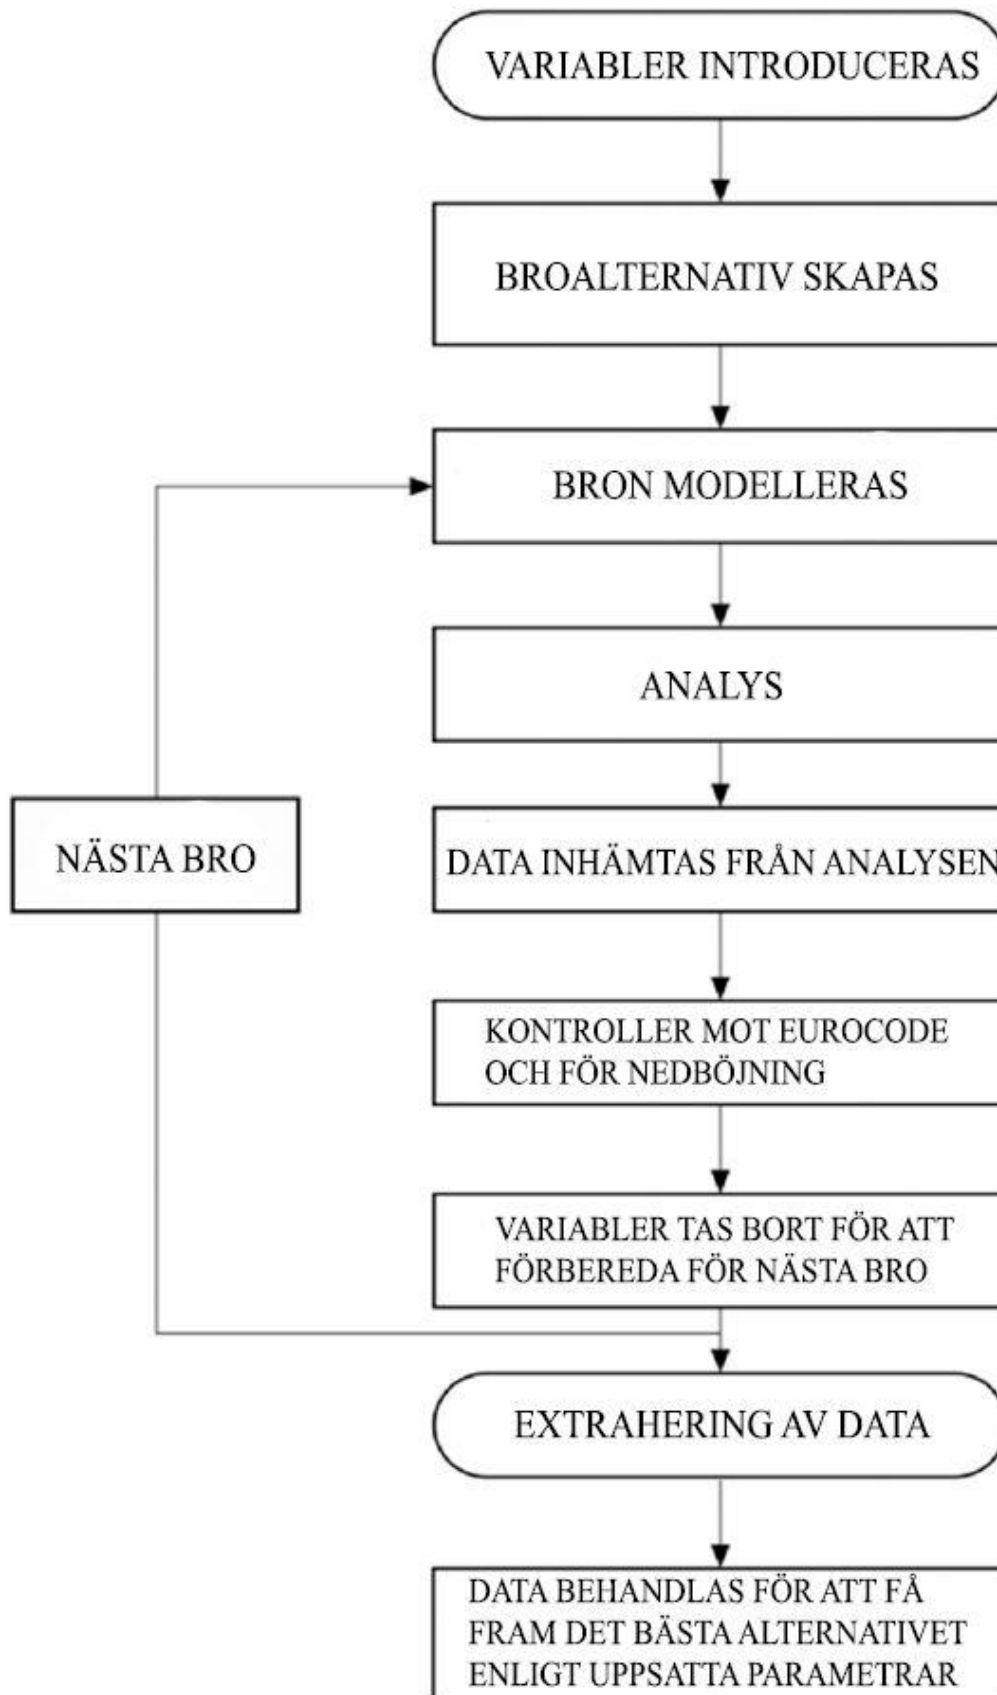 VARIABLER INTRODUCERAS
BROALTERNATIV SKAPAS
BRON MODELLERAS
ANALYS
NÄSTA BRO
DATA INHÄMTAS FRÅN ANALYSEN
KONTROLLER MOT EUROCODE
OCH FÖR NEDBÖJNING
VARIABLER TAS BORT FÖR ATT
FÖRBEREDA FÖR NÄSTA BRO
EXTRAHERING AV DATA
DATA BEHANDLAS FÖR ATT FÅ
FRAM DET BÄSTA ALTERNATIVET
ENLIGT UPPSATTA PARAMETRAR